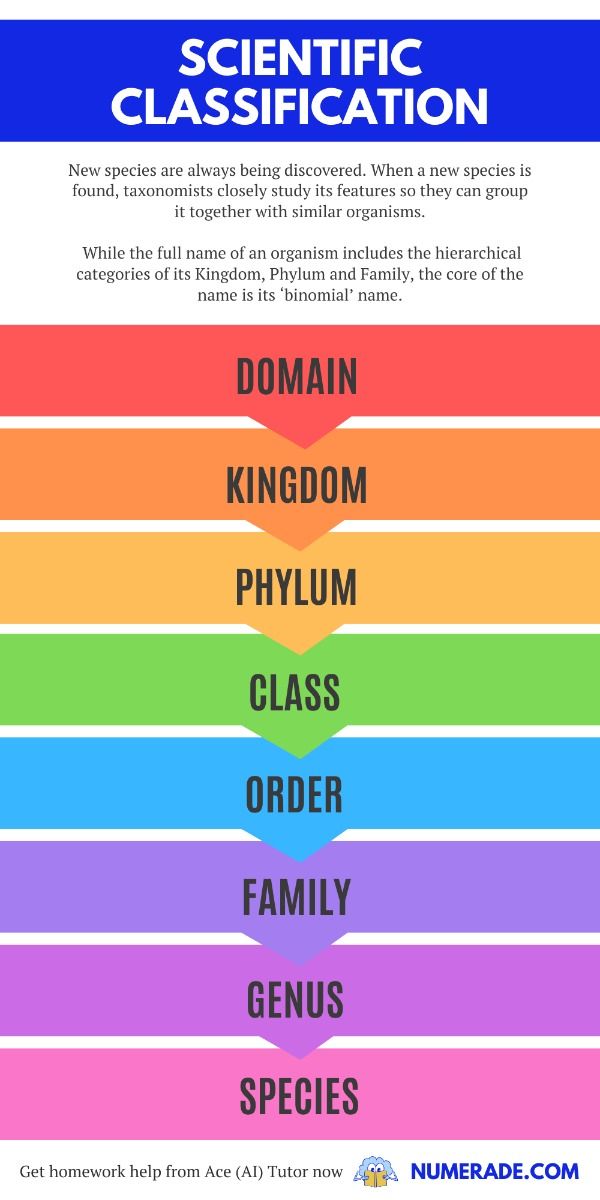 SCIENTIFIC
CLASSIFICATION
New species are always being discovered. When a new species is
found, taxonomists closely study its features so they can group
it together with similar organisms.
While the full name of an organism includes the hierarchical
categories of its Kingdom, Phylum and Family, the core of the
name is its ‘binomial’ name.
DOMAIN
KINGDOM
PHYLUM
CLASS
ORDER
FAMILY
GENUS
SPECIES
Get homework help from Ace (AI) Tutor now NUMERADE.COM